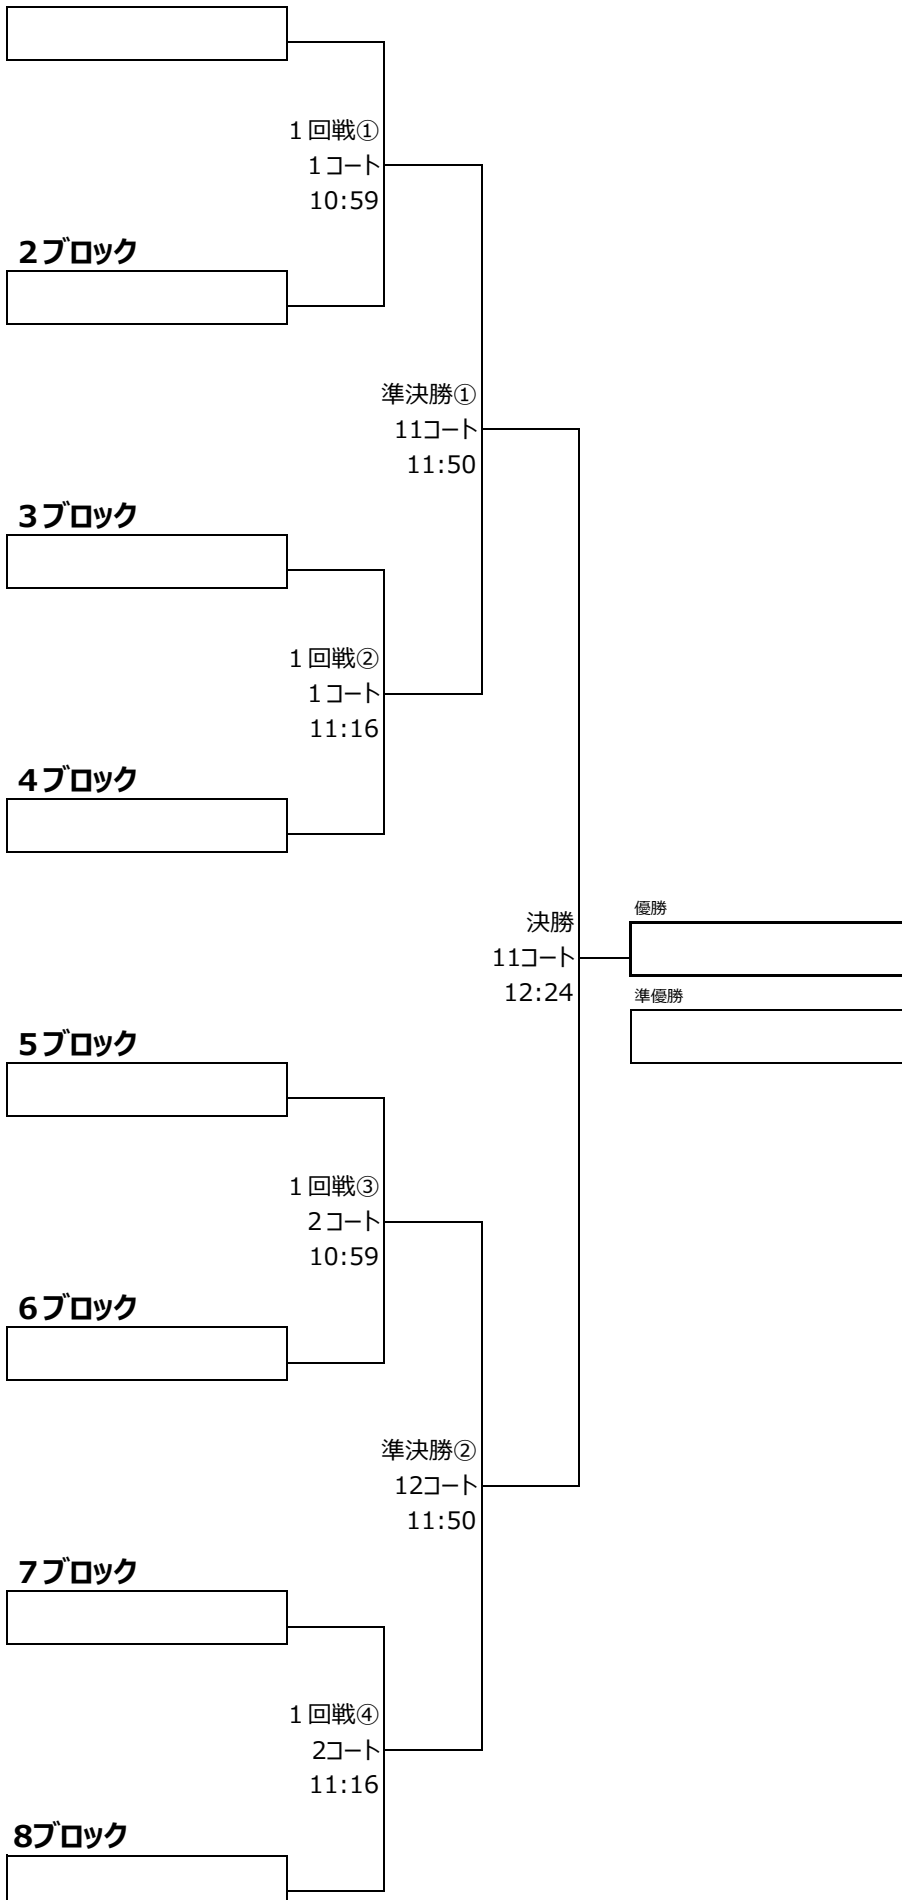 １回戦①
１コート
10:59
２ブロック
準決勝①
11コート
11:50
３ブロック
１回戦②
１コート
11:16
４ブロック
優勝
決勝
11コート
12:24
準優勝
５ブロック
１回戦③
２コート
10:59
６ブロック
準決勝②
12コート
11:50
７ブロック
１回戦④
2コート
11:16
8ブロック